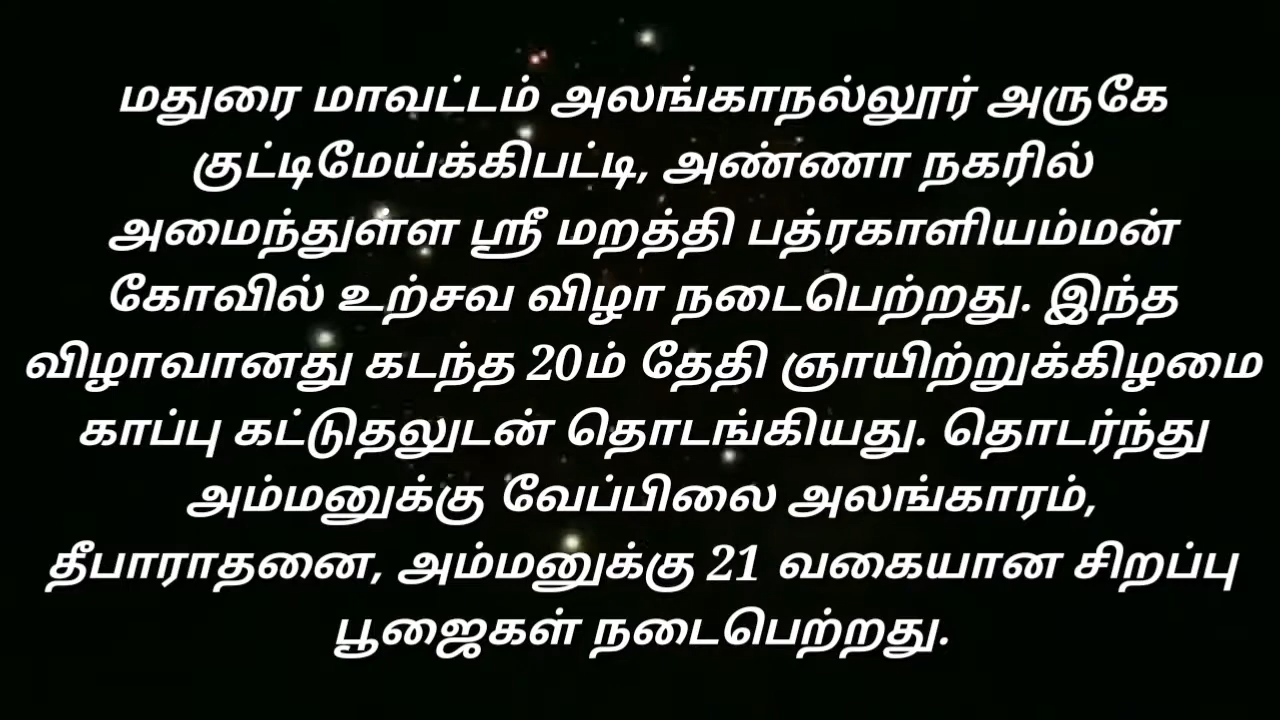 மதுரை மாவட்டம் அலங்காநல்லூர் அருகே
குட்டிமேய்க்கிபட்டி, அண்ணா நகரில்
அமைந்துள்ள ஸ்ரீ மறத்தி பத்ரகாளியம்மன்
கோவில் உற்சவ விழா நடைபெற்றது. இந்த
விழாவானது கடந்த 20ம் தேதி ஞாயிற்றுக்கிழமை
காப்பு கட்டுதலுடன் தொடங்கியது. தொடர்ந்து
அம்மனுக்கு வேப்பிலை அலங்காரம்,
தீபாராதனை, அம்மனுக்கு 21 வகையான சிறப்பு
பூஜைகள் நடைபெற்றது.